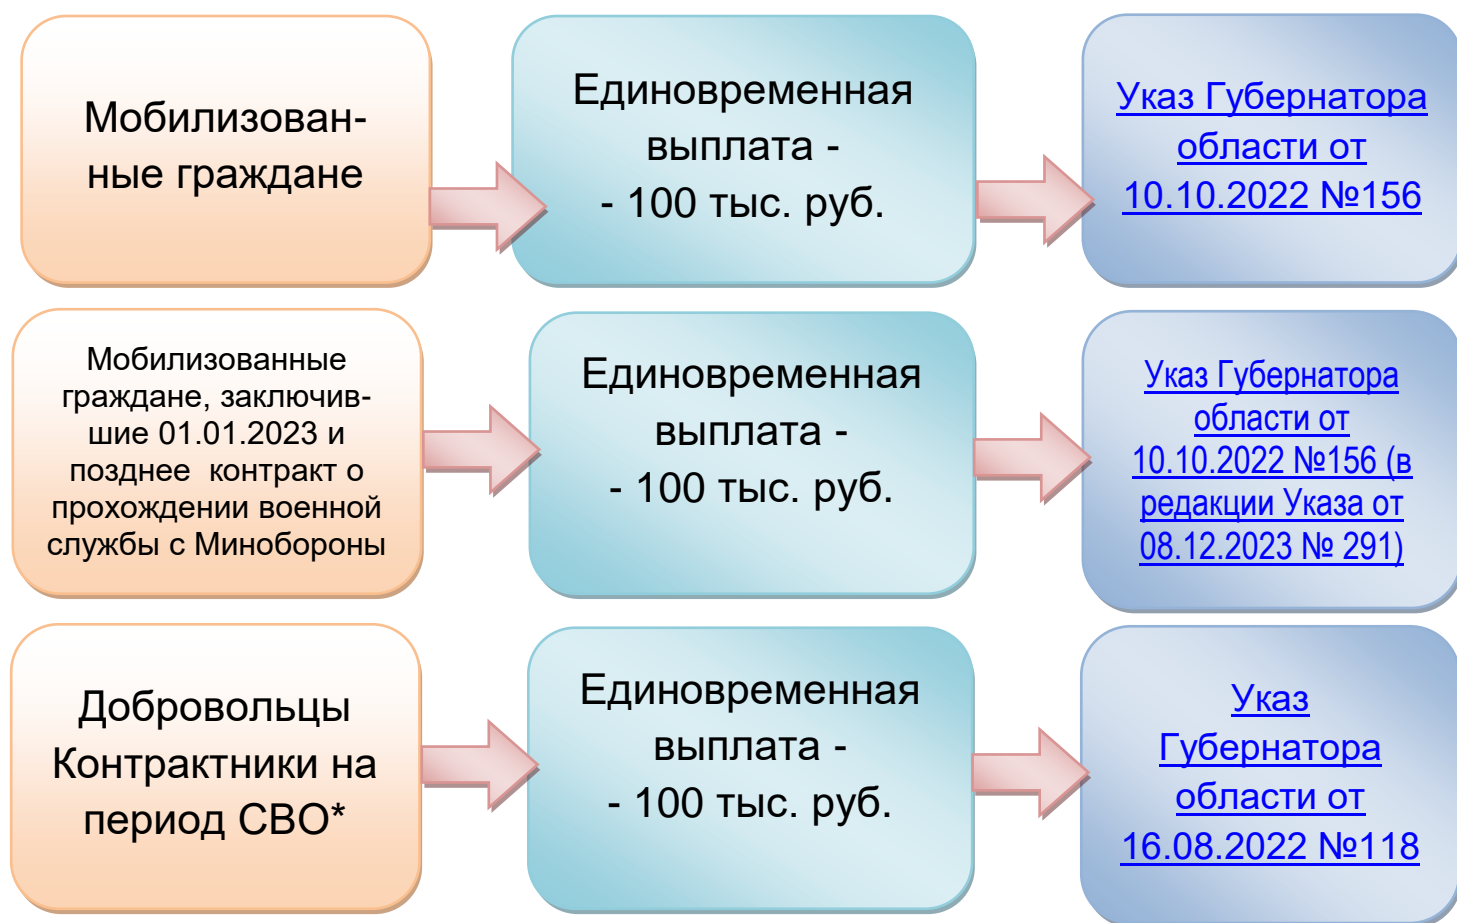 Мобилизован-
ные граждане
Единовременная
выплата -
- 100 тыс. руб.
Указ Губернатора
области от
10.10.2022 №156
Мобилизованные
граждане, заключив-
шие 01.01.2023 и
позднее  контракт о
прохождении военной
службы с Минобороны
Единовременная
выплата -
- 100 тыс. руб.
Указ Губернатора
области от
10.10.2022 №156 (в
редакции Указа от
08.12.2023 № 291)
Добровольцы
Контрактники на
период СВО*
Единовременная
выплата -
- 100 тыс. руб.
Указ
Губернатора
области от
16.08.2022 №118